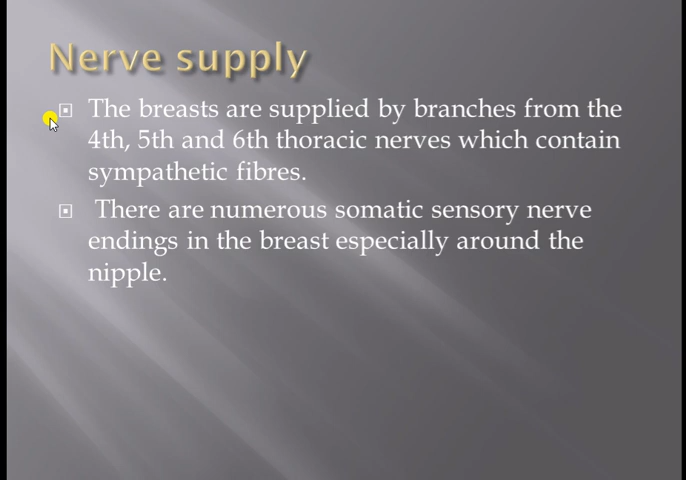 Nerve supply
The breasts are supplied by branches from the
4th, 5th and 6th thoracic nerves which contain
sympathetic fibres.
There are numerous somatic sensory nerve
endings in the breast especially around the
nipple.